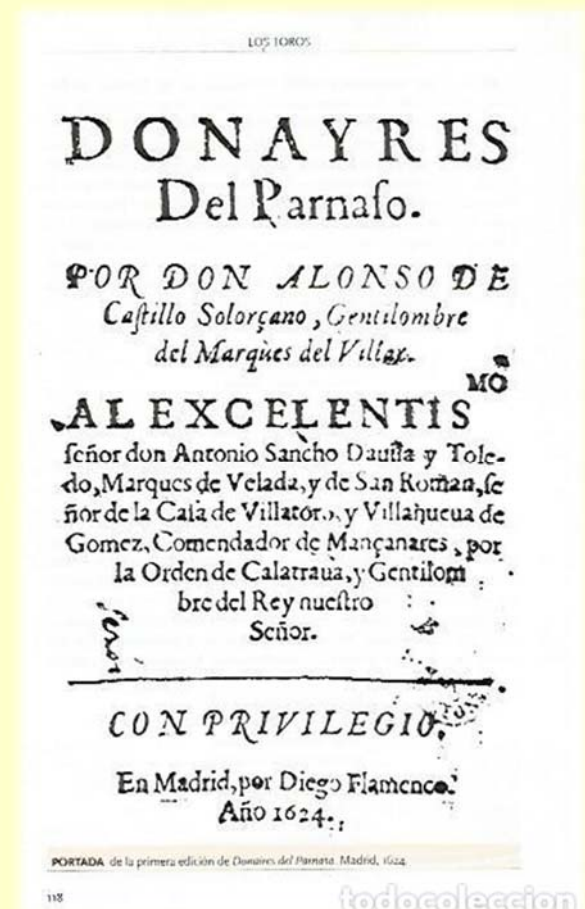 LOS TOROS
DONAYRES
Del Parnaſo.
POR DON ALONSO DE
Caſtillo Solorçano, Gentilombre
del Marques del Villar.
MO
AL EXCELENTIS
ſeñor don Antonio Sancho Dauila y Tole-
do, Marques de Velada, y de San Roman, ſe
ñor de la Caſa de Villatoro, y Villanueua de
Gomez, Comendador de Mançanares, por
la Orden de Calatraua, y Gentilom
bre del Rey nueſtro
Señor.
CON PRIVILEGIO.
En Madrid, por Diego Flamenco.
Año 1624.
PORTADA de la primera edición de Donaires del Parnaso. Madrid, 1624
118
todocoleccion